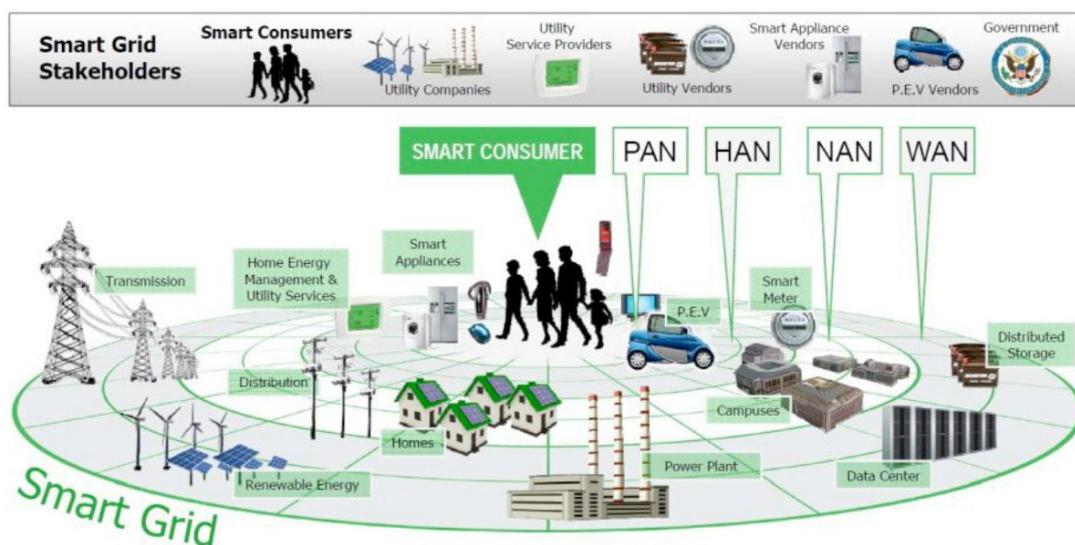 Smart Grid
Stakeholders
Smart Consumers
Utility Companies
Utility
Service Providers
Utility Vendors
Smart Appliance
Vendors
P.E.V Vendors
Government
SMART CONSUMER
PAN
HAN
NAN
WAN
Transmission
Home Energy
Management &
Utility Services
Smart
Appliances
P.E.V
Smart
Meter
Distributed
Storage
Distribution
Homes
Campuses
Renewable Energy
Power Plant
Data Center
Smart Grid